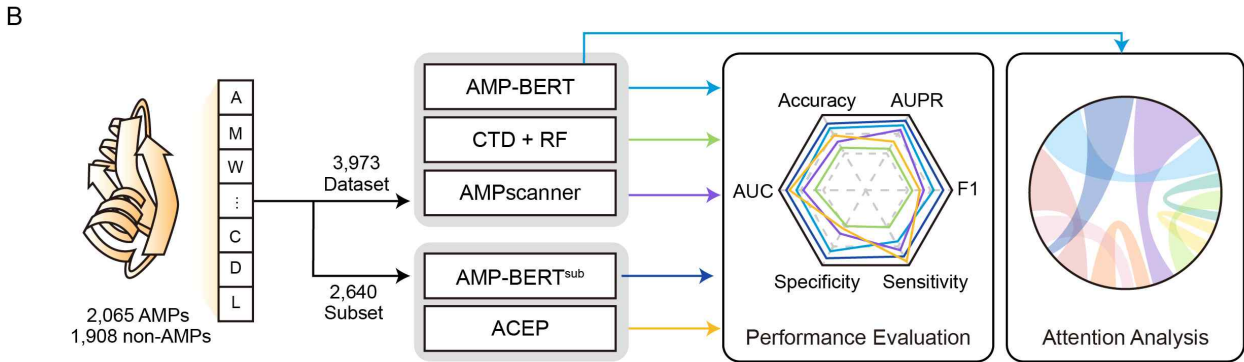 B
A
M
W
⋮
C
D
L
2,065 AMPs
1,908 non-AMPs
3,973
Dataset
2,640
Subset
AMP-BERT
CTD + RF
AMPscanner
AMP-BERTsub
ACEP
Accuracy AUPR
AUC F1
Specificity Sensitivity
Performance Evaluation
Attention Analysis